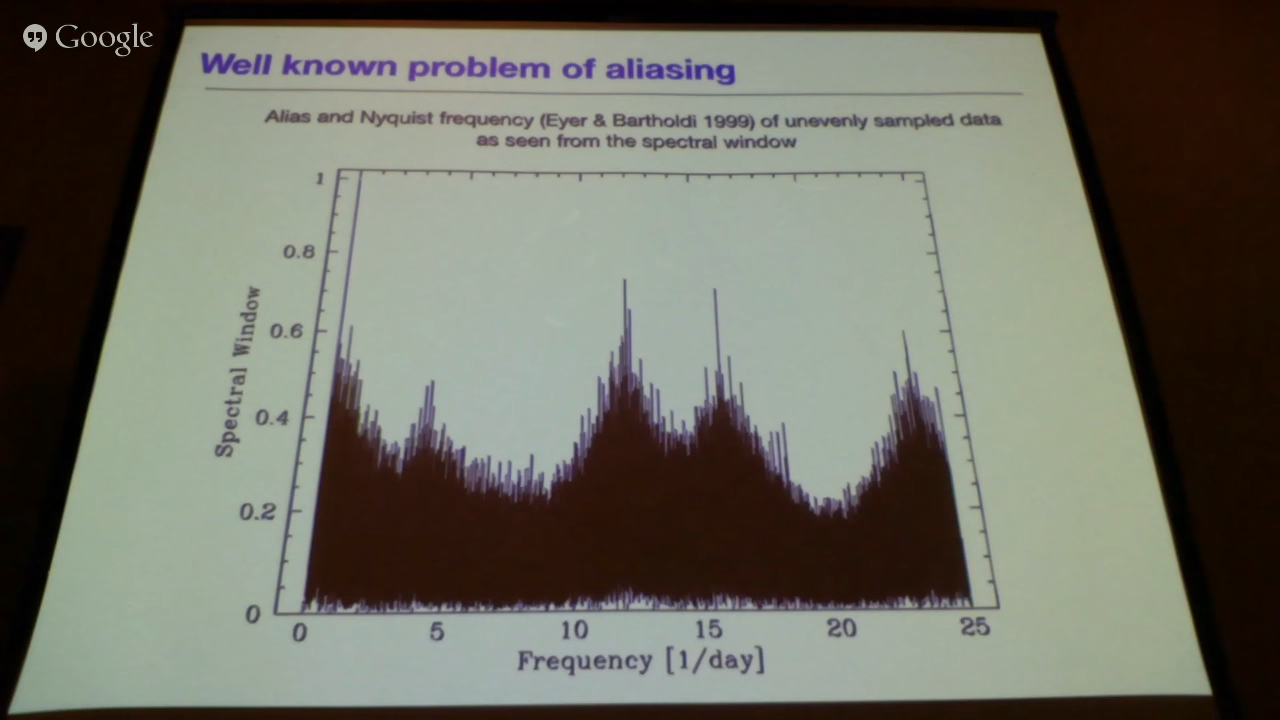 Google
Well known problem of aliasing
Alias and Nyquist frequency (Eyer & Bartholdi 1999) of unevenly sampled data
as seen from the spectral window
1
0.8
0.6
0.4
0.2
0
Spectral Window
0 5 10 15 20 25
Frequency [1/day]